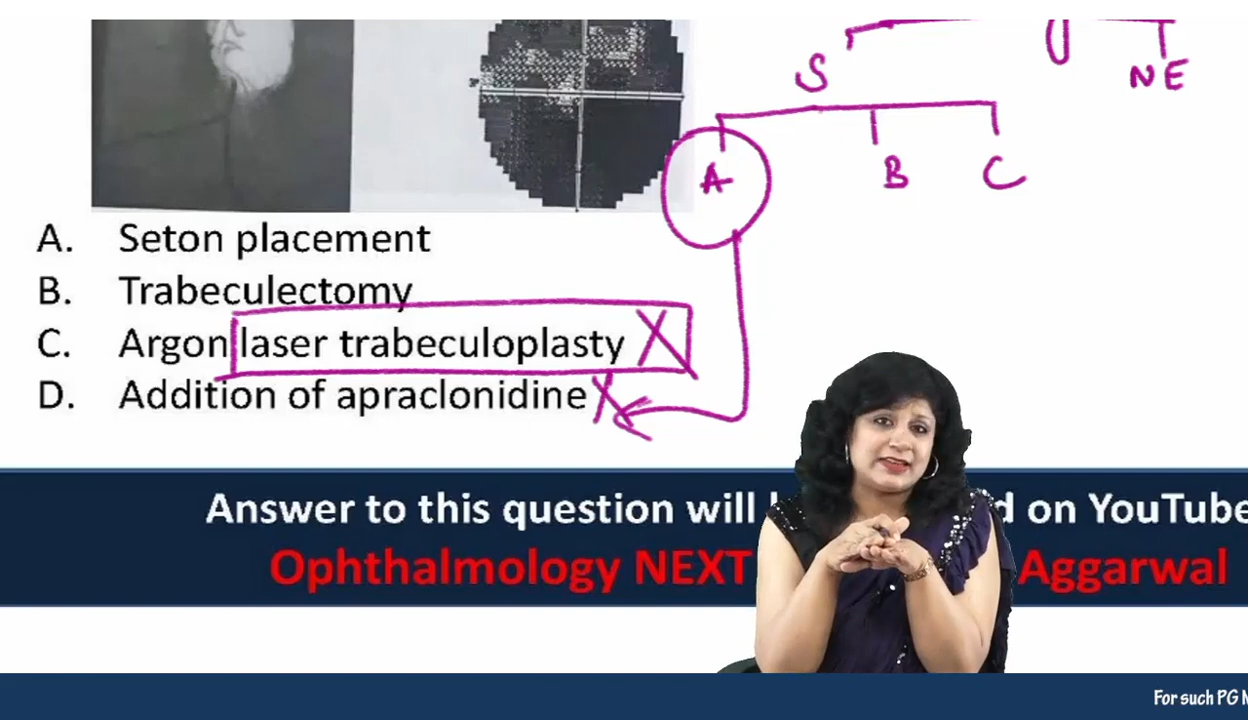 S
NE
A
B
C
A. Seton placement
B. Trabeculectomy
C. Argon laser trabeculoplasty X
D. Addition of apraclonidine X
Answer to this question will
on YouTube
Ophthalmology NEXT
Aggarwal
For such PG